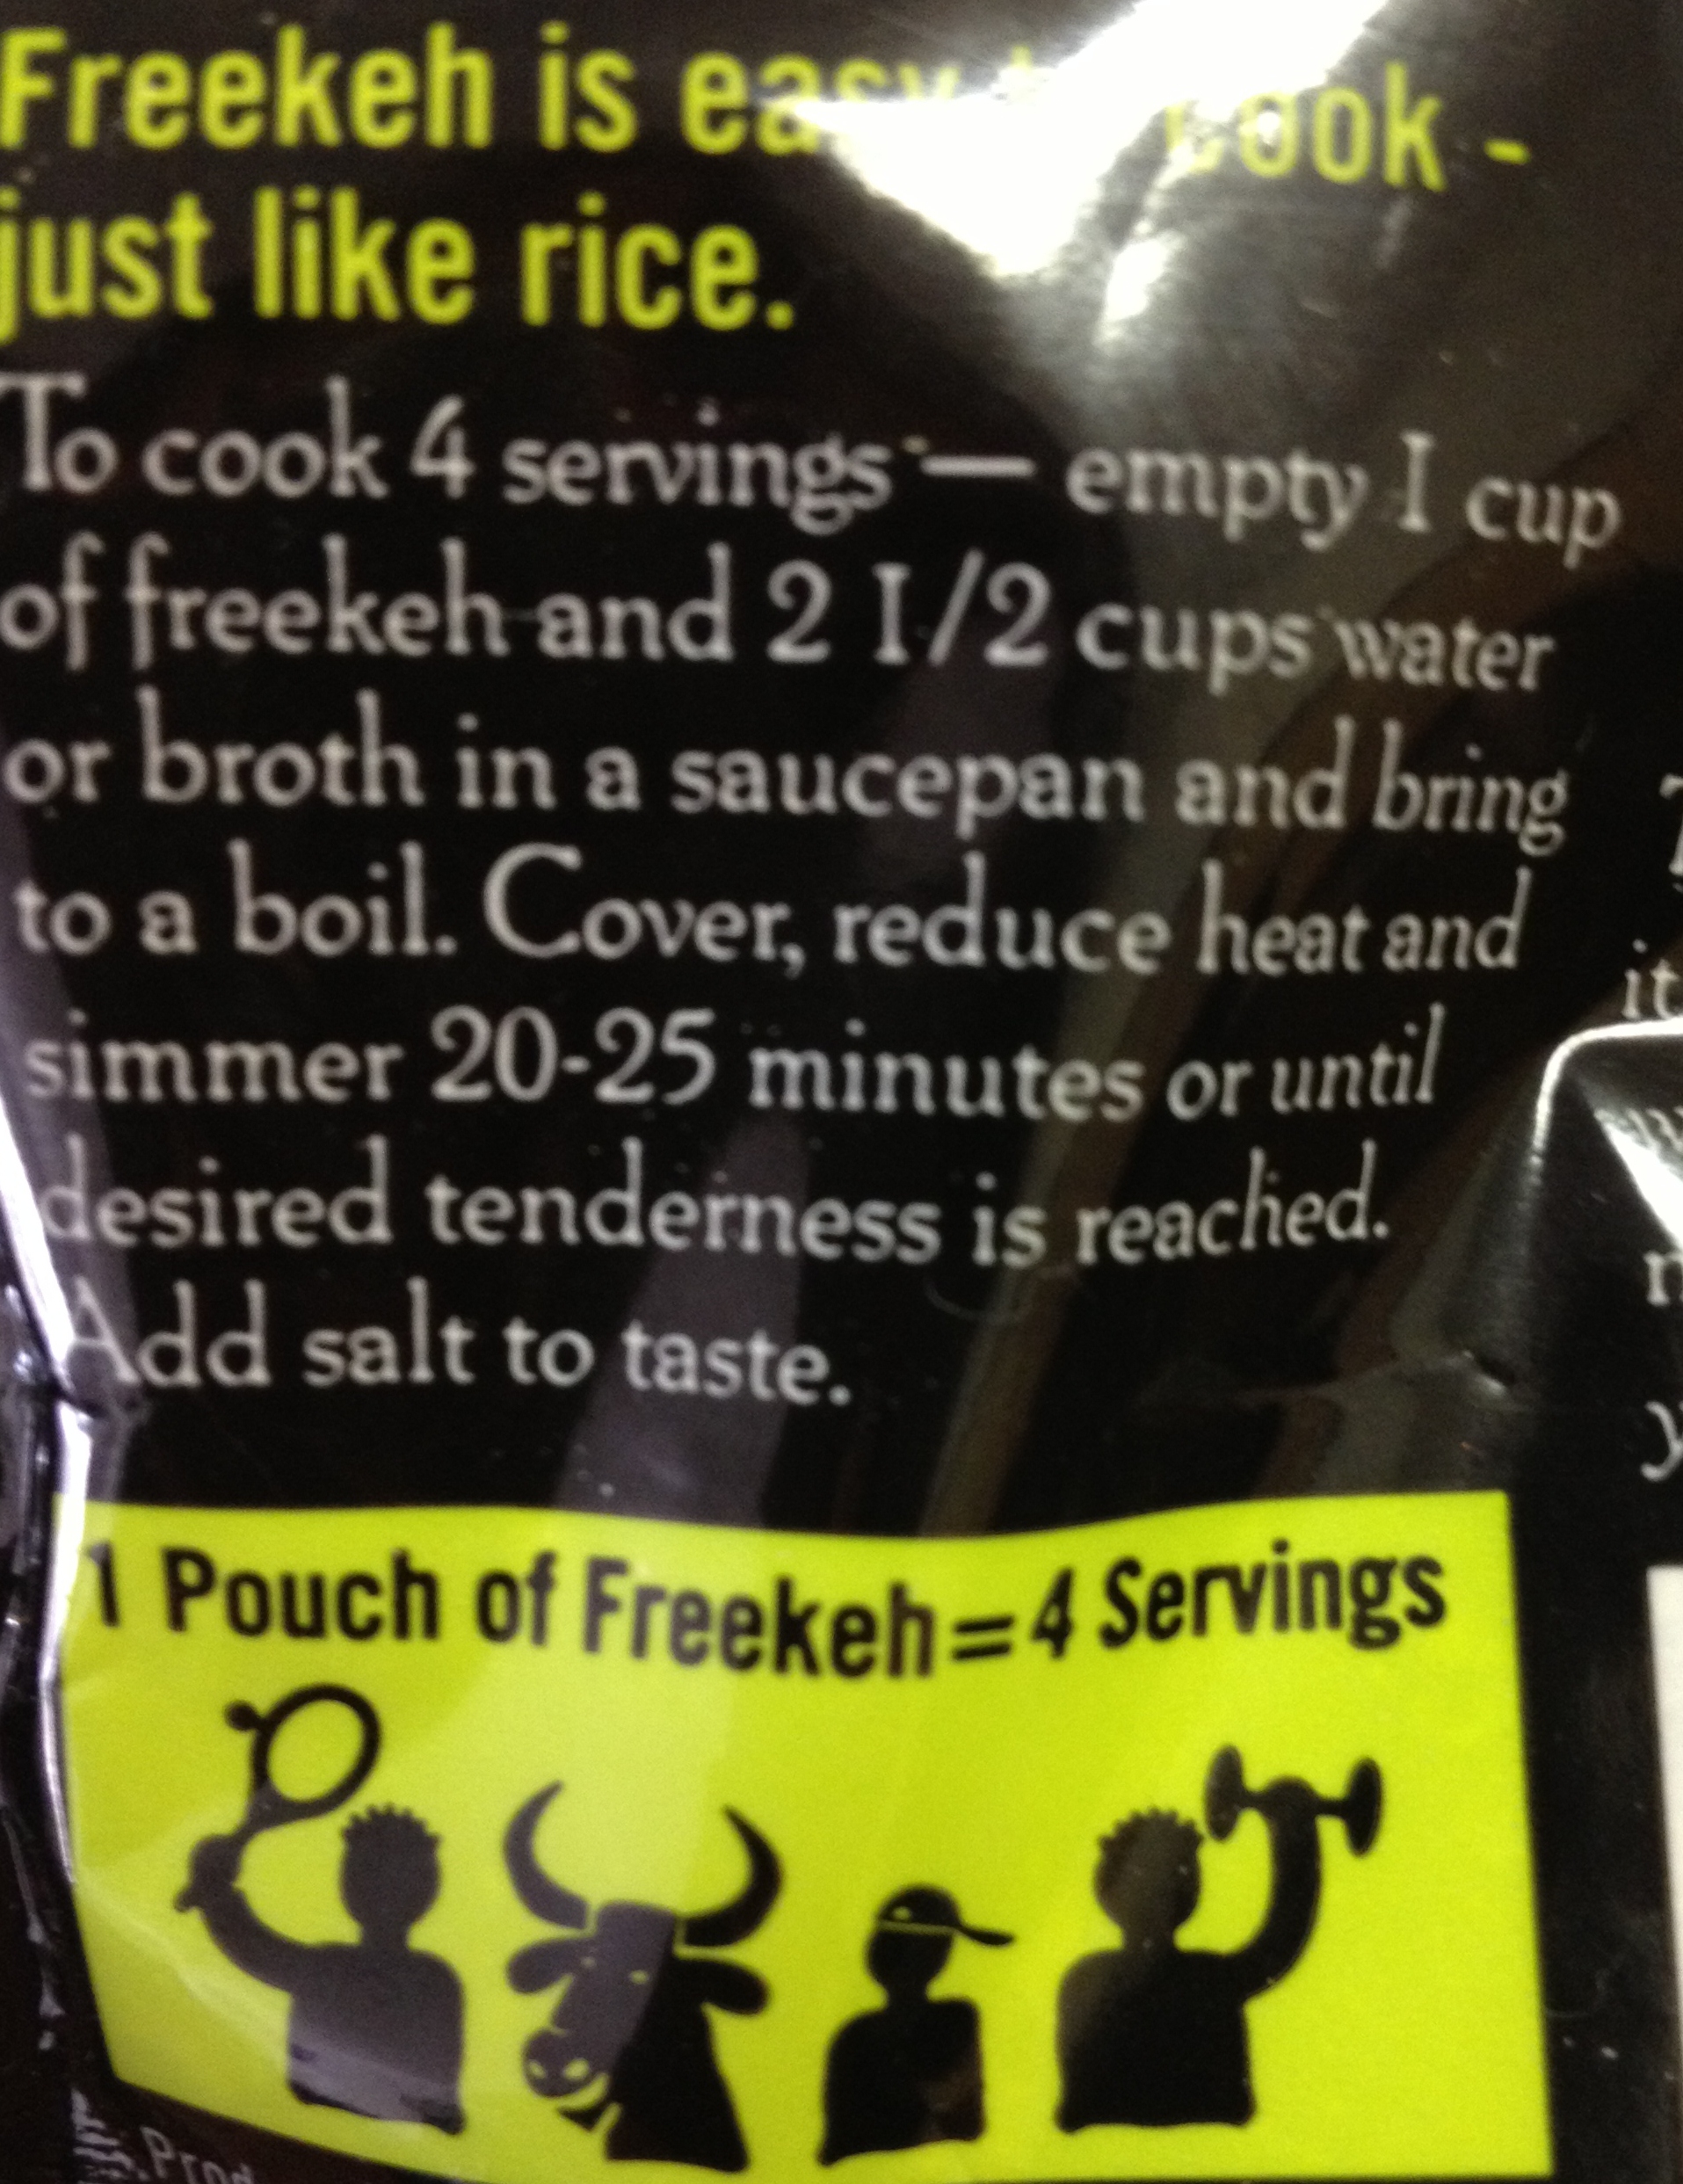 Freekeh is easy cook -
just like rice.
To cook 4 servings — empty 1 cup
of freekeh and 2 1/2 cups water
or broth in a saucepan and bring
to a boil. Cover, reduce heat and
simmer 20-25 minutes or until
desired tenderness is reached.
Add salt to taste.
1 Pouch of Freekeh = 4 Servings
it